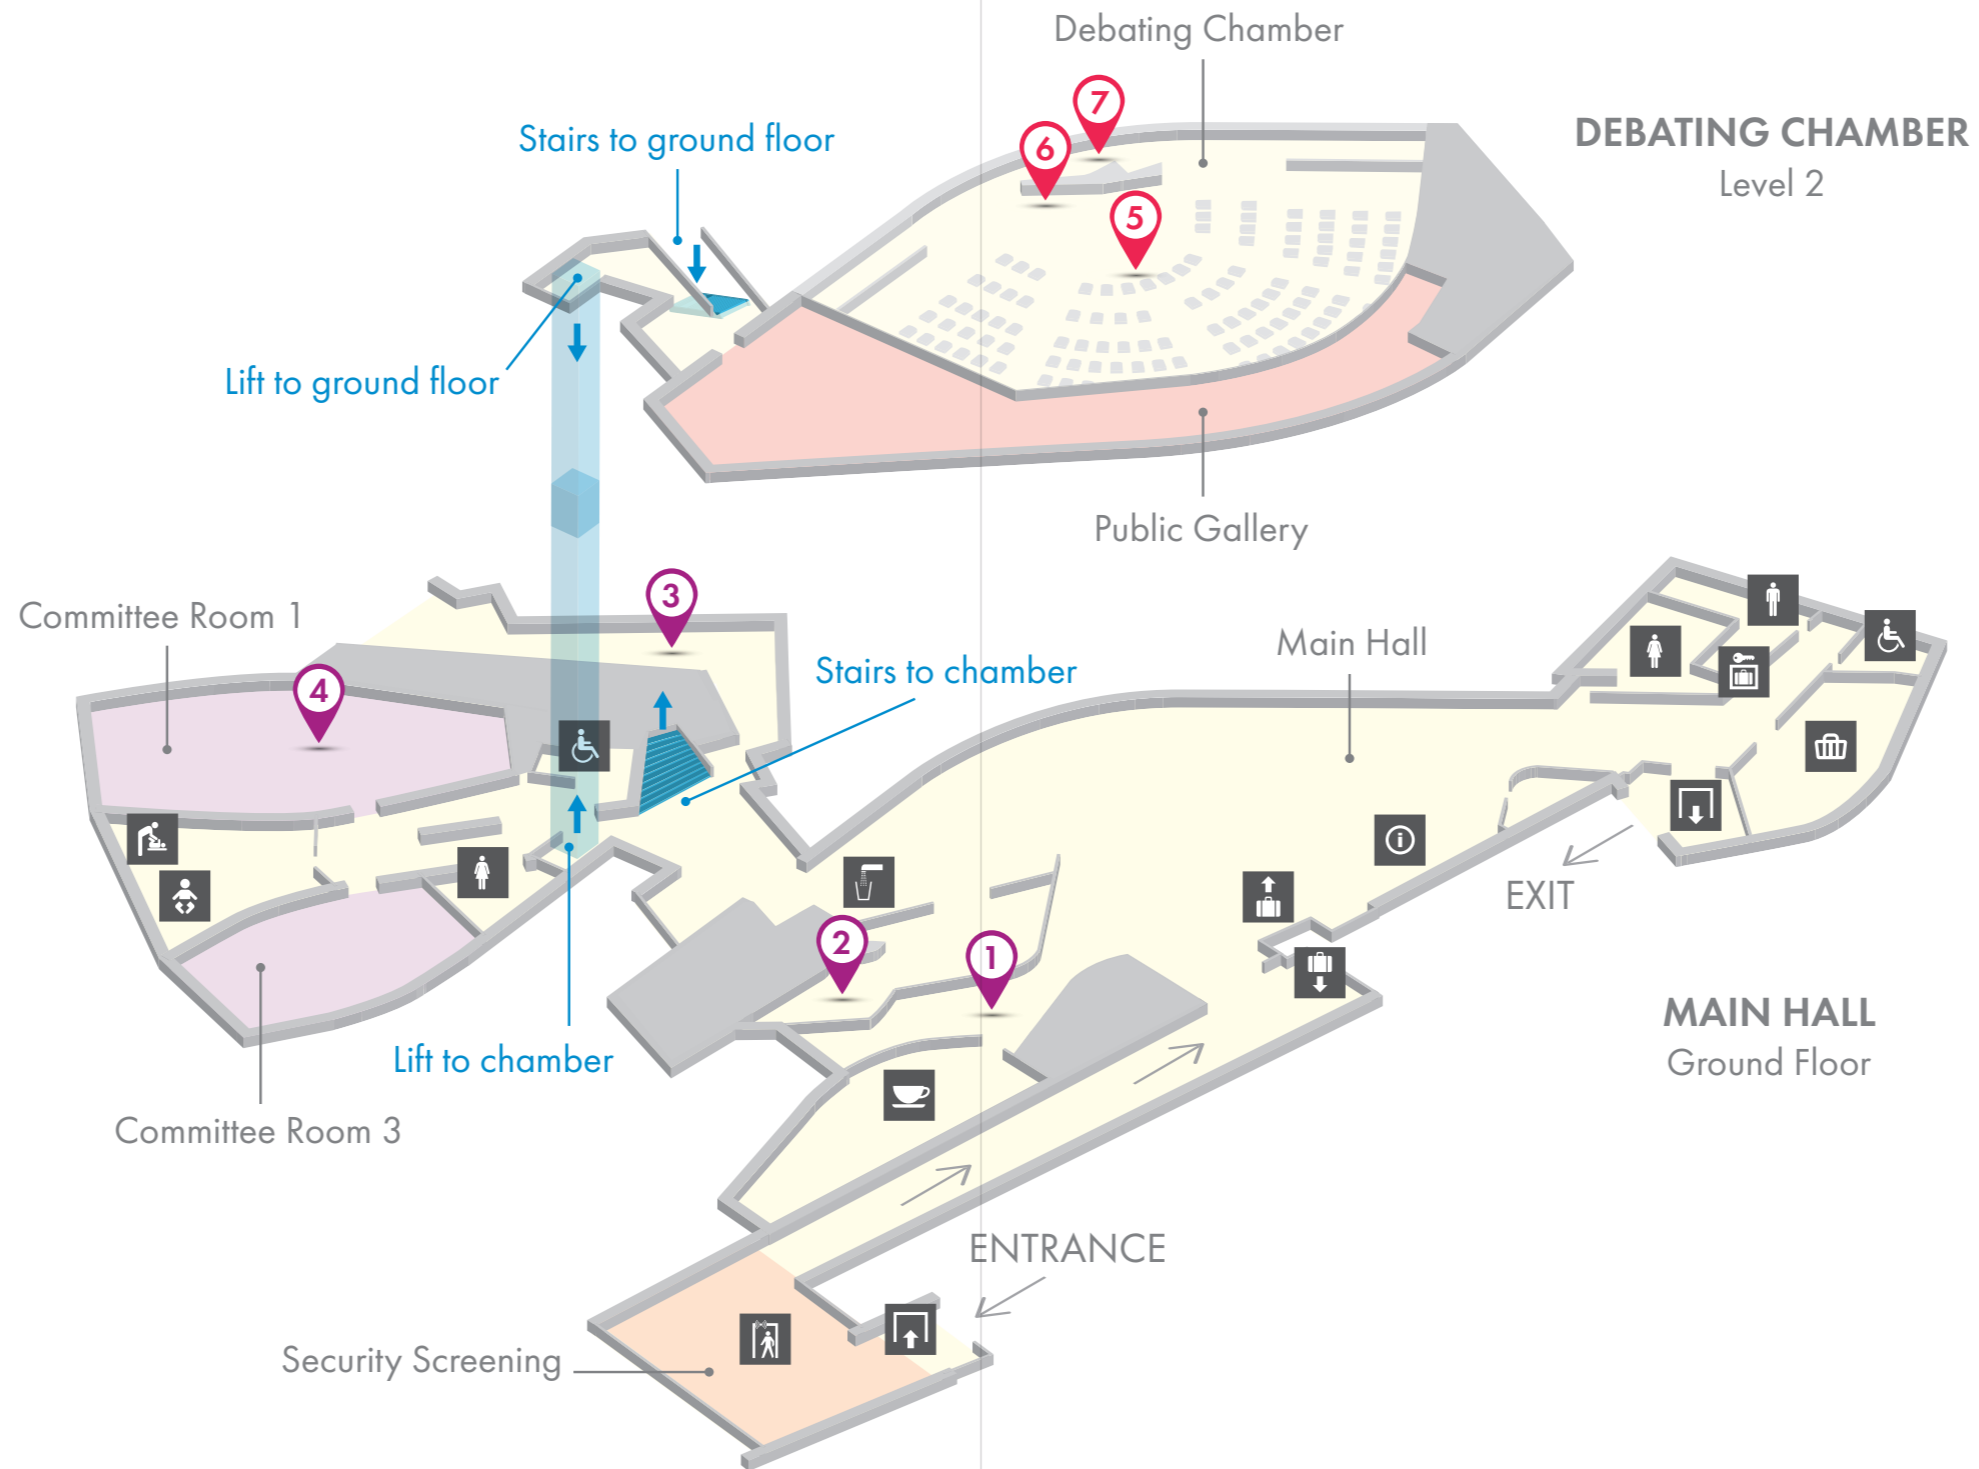 Debating Chamber
7
DEBATING CHAMBER
Level 2
Stairs to ground floor
6
5
Lift to ground floor
Public Gallery
3
Committee Room 1
Main Hall
Stairs to chamber
4
i
EXIT
2
1
MAIN HALL
Ground Floor
Lift to chamber
Committee Room 3
ENTRANCE
Security Screening